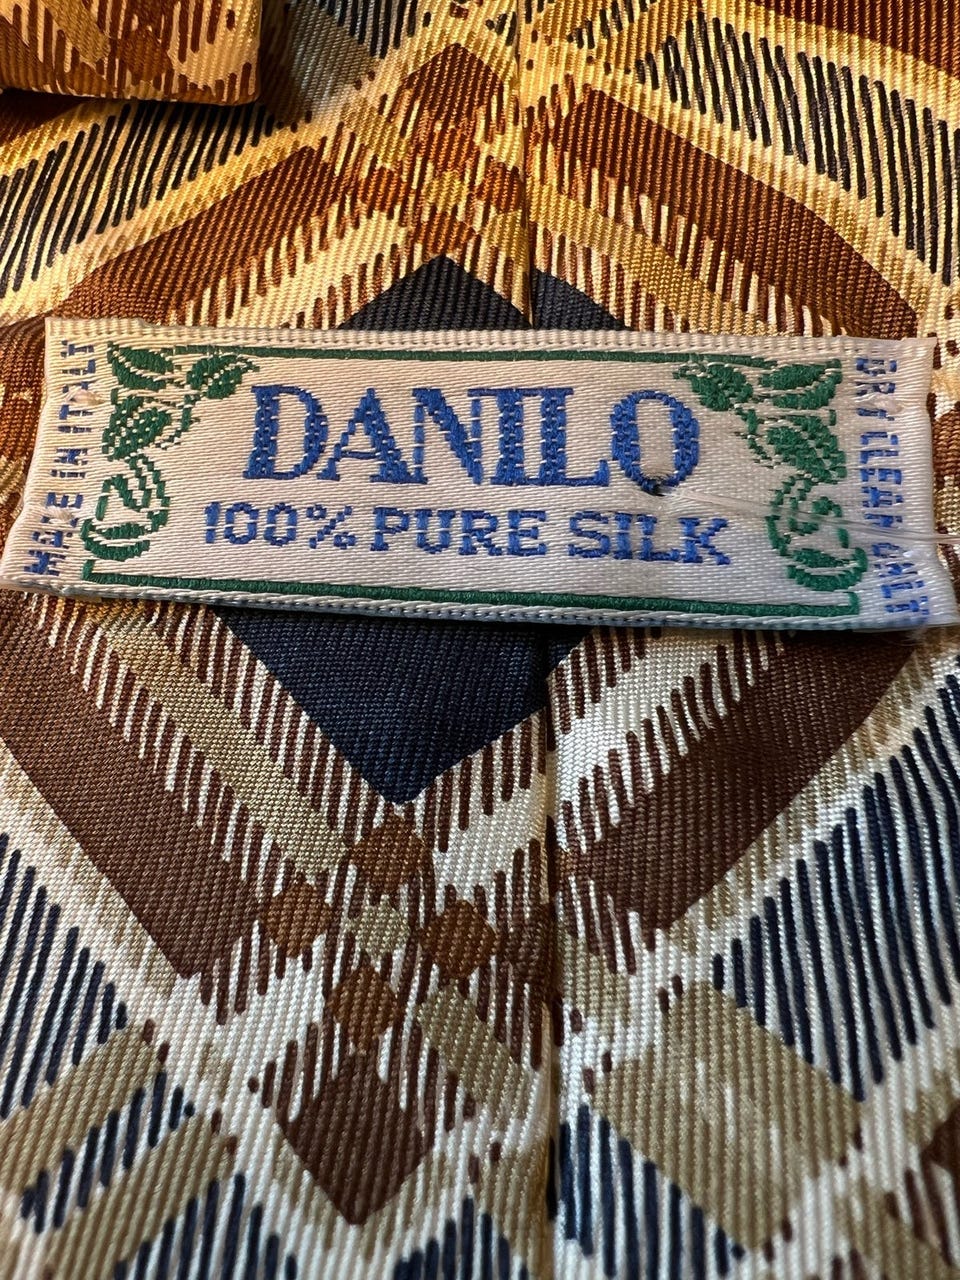 MADE IN ITALY
DANILO
100% PURE SILK
DRY CLEAN ONLY